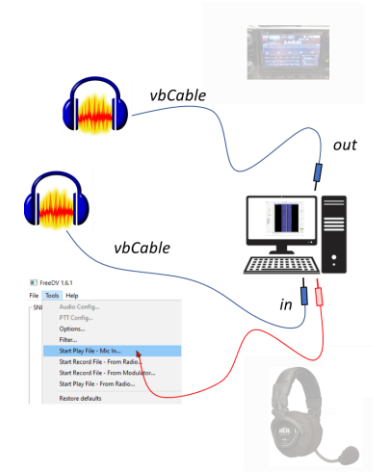 vbCable
out
vbCable
in
FreeDV 1.6.1
File Tools Help
Audio Config...
PTT Config...
Options...
Filter...
Start Play File - Mic In...
Start Record File - From Radio...
Start Record File - From Modulator...
Start Play File - From Radio...
Restore defaults